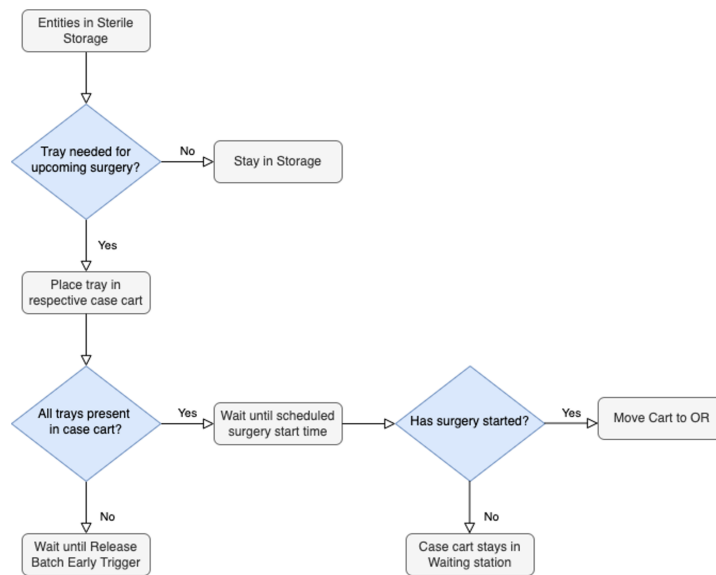 Entities in Sterile
Storage
Tray needed for
upcoming surgery?
No
Stay in Storage
Yes
Place tray in
respective case cart
All trays present
in case cart?
Yes
Wait until scheduled
surgery start time
Has surgery started?
Yes
Move Cart to OR
No
Wait until Release
Batch Early Trigger
No
Case cart stays in
Waiting station